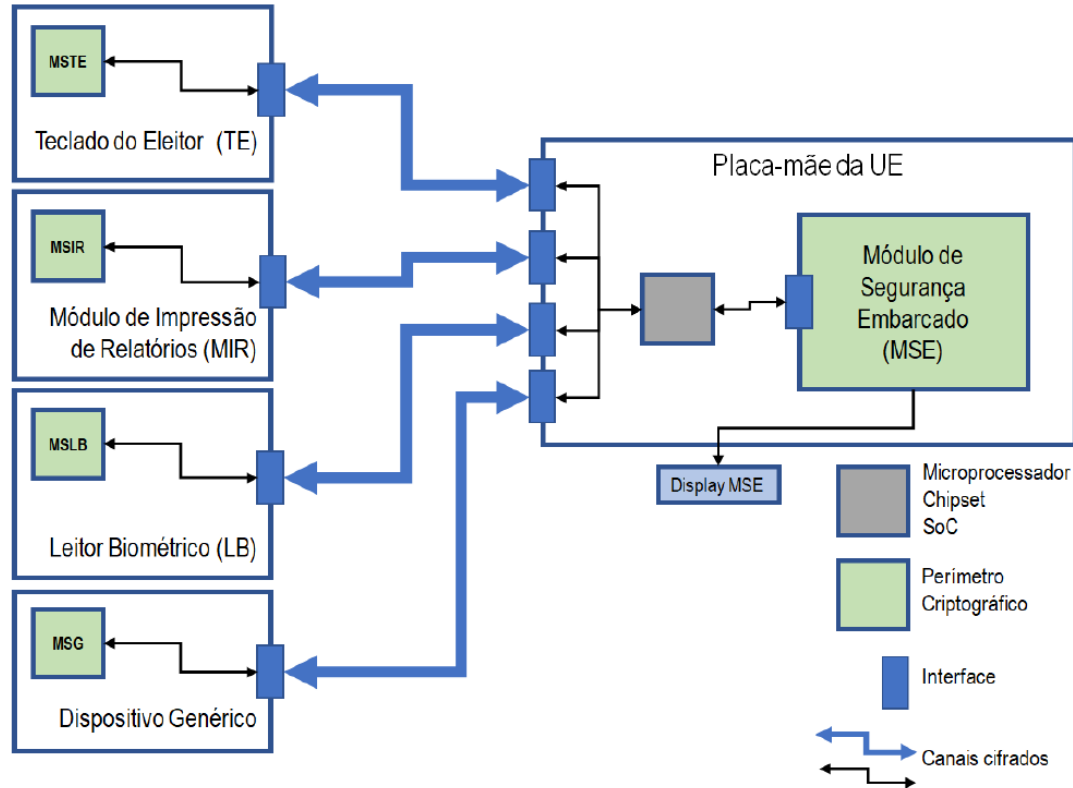 MSTE
Teclado do Eleitor (TE)
MSIR
Módulo de Impressão
de Relatórios (MIR)
MSLB
Leitor Biométrico (LB)
MSG
Dispositivo Genérico
Placa-mãe da UE
Módulo de
Segurança
Embarcado
(MSE)
Display MSE
Microprocessador
Chipset
SoC
Perímetro
Criptográfico
Interface
Canais cifrados